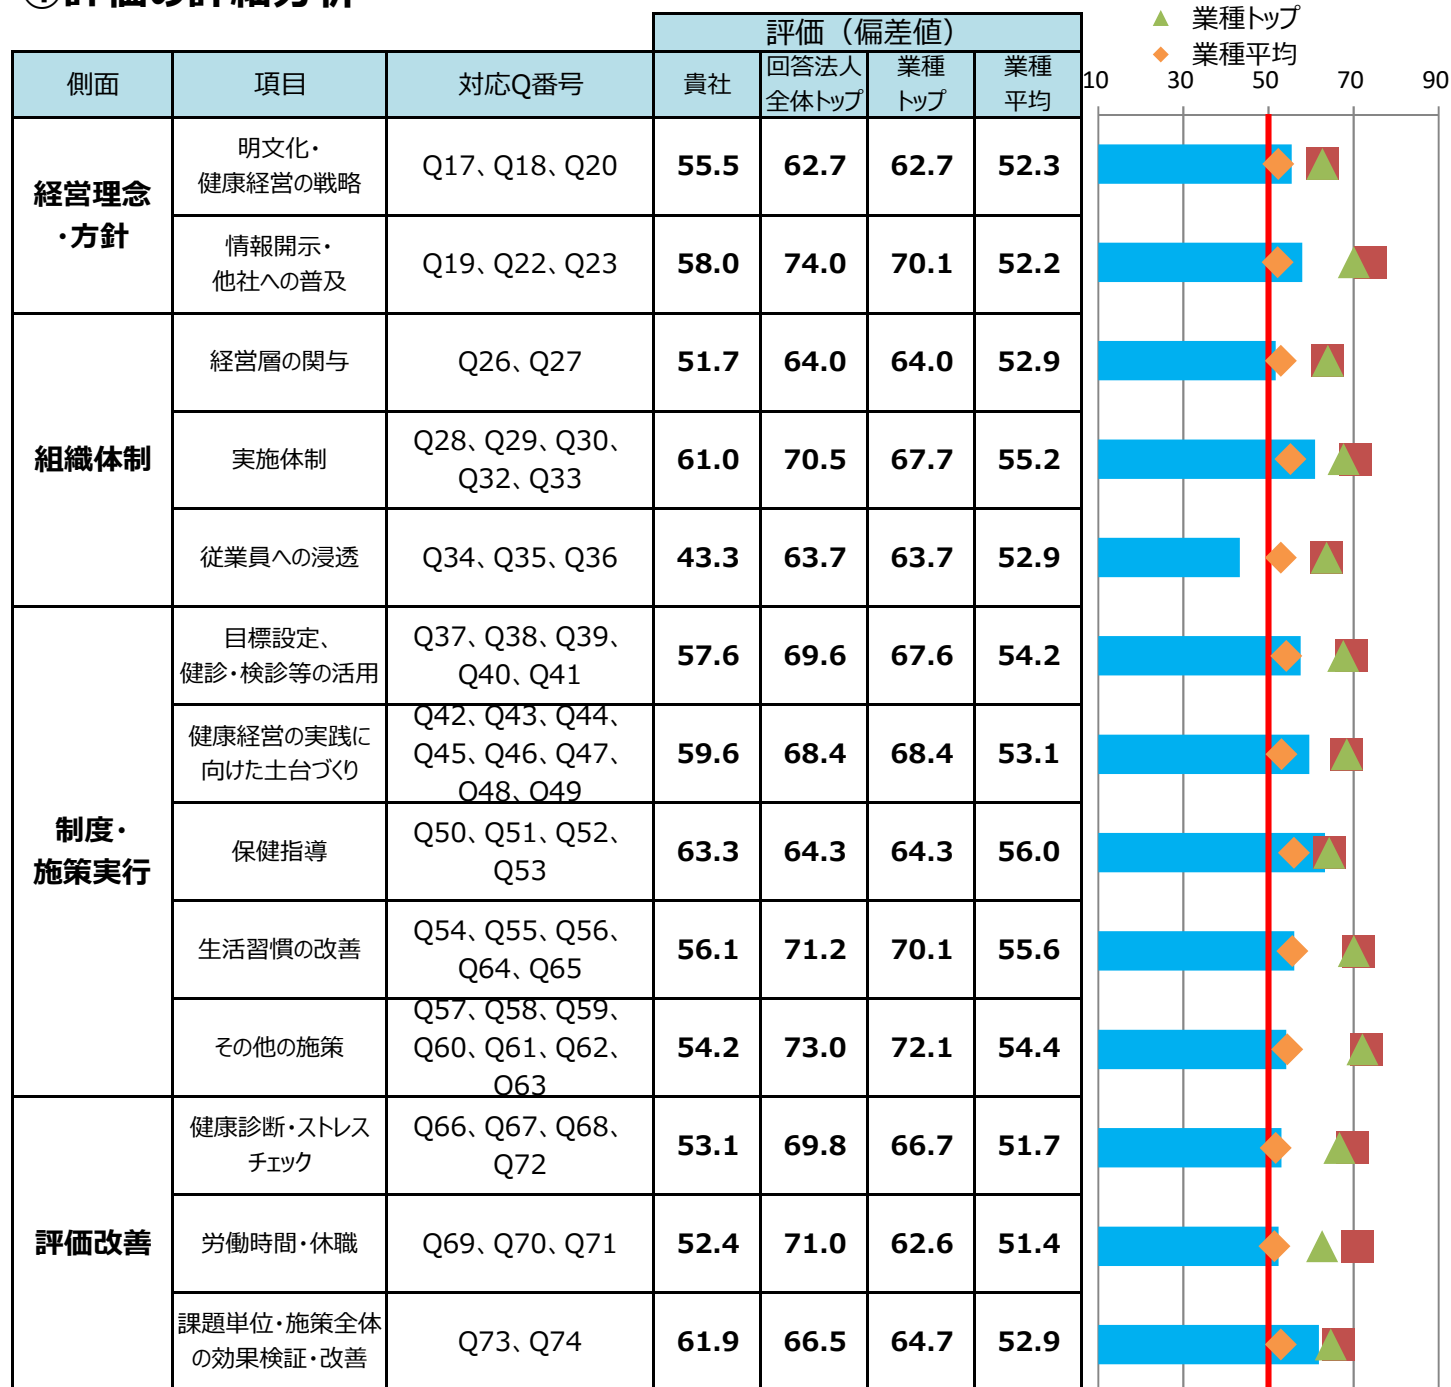 ①評価の詳細分析
▲ 業種トップ
◆ 業種平均
評価（偏差値）
側面 項目 対応Q番号 貴社 回答法人 業種 業種
全体トップ トップ 平均
10 30 50 70 90
経営理念
・方針
明文化・
健康経営の戦略
Q17、Q18、Q20 55.5 62.7 62.7 52.3
情報開示・
他社への普及
Q19、Q22、Q23 58.0 74.0 70.1 52.2
組織体制
経営層の関与 Q26、Q27 51.7 64.0 64.0 52.9
実施体制
Q28、Q29、Q30、
Q32、Q33
61.0 70.5 67.7 55.2
従業員への浸透 Q34、Q35、Q36 43.3 63.7 63.7 52.9
制度・
施策実行
目標設定、
健診・検診等の活用
Q37、Q38、Q39、
Q40、Q41
57.6 69.6 67.6 54.2
健康経営の実践に
向けた土台づくり
Q42、Q43、Q44、
Q45、Q46、Q47、
Q48、Q49
59.6 68.4 68.4 53.1
保健指導
Q50、Q51、Q52、
Q53
63.3 64.3 64.3 56.0
生活習慣の改善
Q54、Q55、Q56、
Q64、Q65
56.1 71.2 70.1 55.6
その他の施策
Q57、Q58、Q59、
Q60、Q61、Q62、
Q63
54.2 73.0 72.1 54.4
評価改善
健康診断・ストレス
チェック
Q66、Q67、Q68、
Q72
53.1 69.8 66.7 51.7
労働時間・休職 Q69、Q70、Q71 52.4 71.0 62.6 51.4
課題単位・施策全体
の効果検証・改善
Q73、Q74 61.9 66.5 64.7 52.9